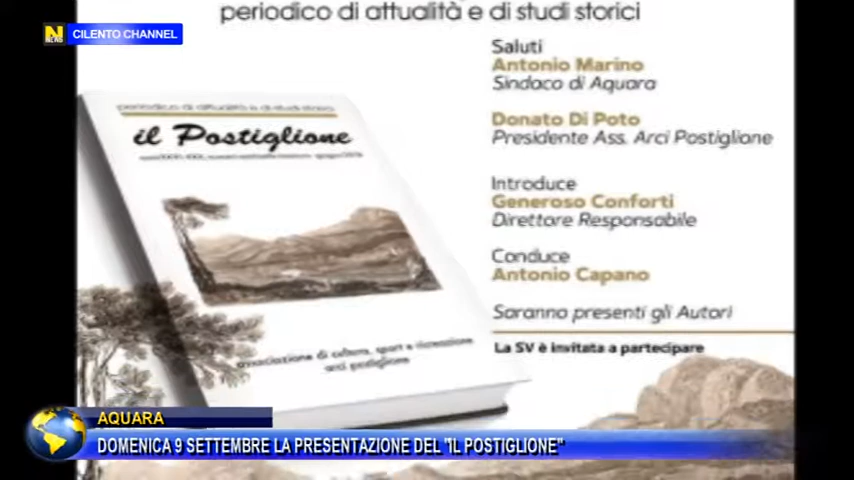 N
NEWS
CILENTO CHANNEL
periodico di attualità e di studi storici
Saluti
Antonio Marino
Sindaco di Aquara
Donato Di Poto
Presidente Ass. Arci Postiglione
Introduce
Generoso Conforti
Direttore Responsabile
Conduce
Antonio Capano
Saranno presenti gli Autori
La SV è invitata a partecipare
periodico di attualità e di studi storici
il Postiglione
associazione di cultura, sport e ricreazione
arci postiglione
AQUARA
DOMENICA 9 SETTEMBRE LA PRESENTAZIONE DEL "IL POSTIGLIONE"